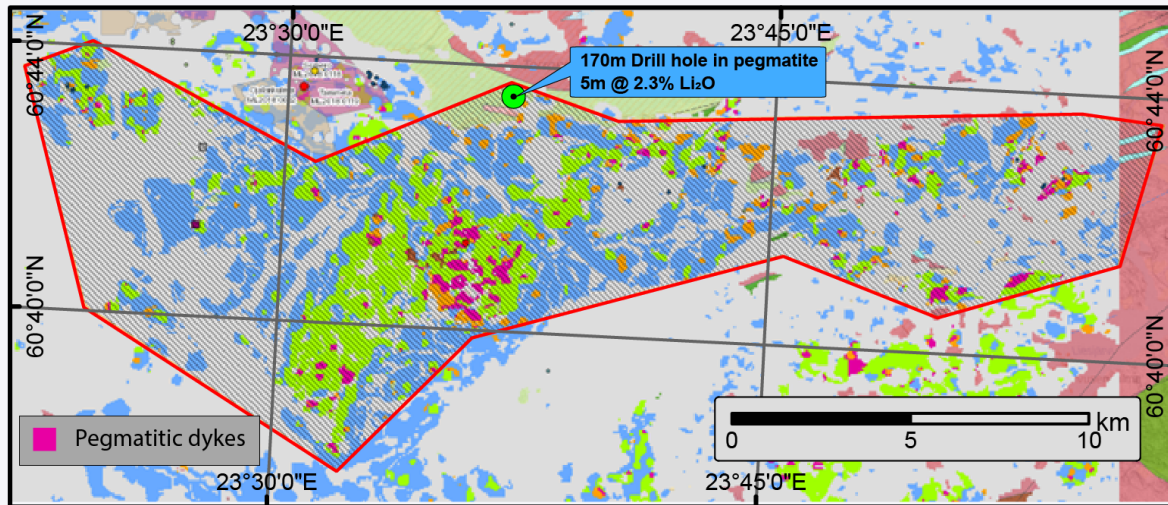 23°30'0"E
23°45'0"E
60°44'0"N
60°44'0"N
170m Drill hole in pegmatite
5m @ 2.3% Li₂O
60°40'0"N
60°40'0"N
Pegmatitic dykes
km
0
5
10
23°30'0"E
23°45'0"E